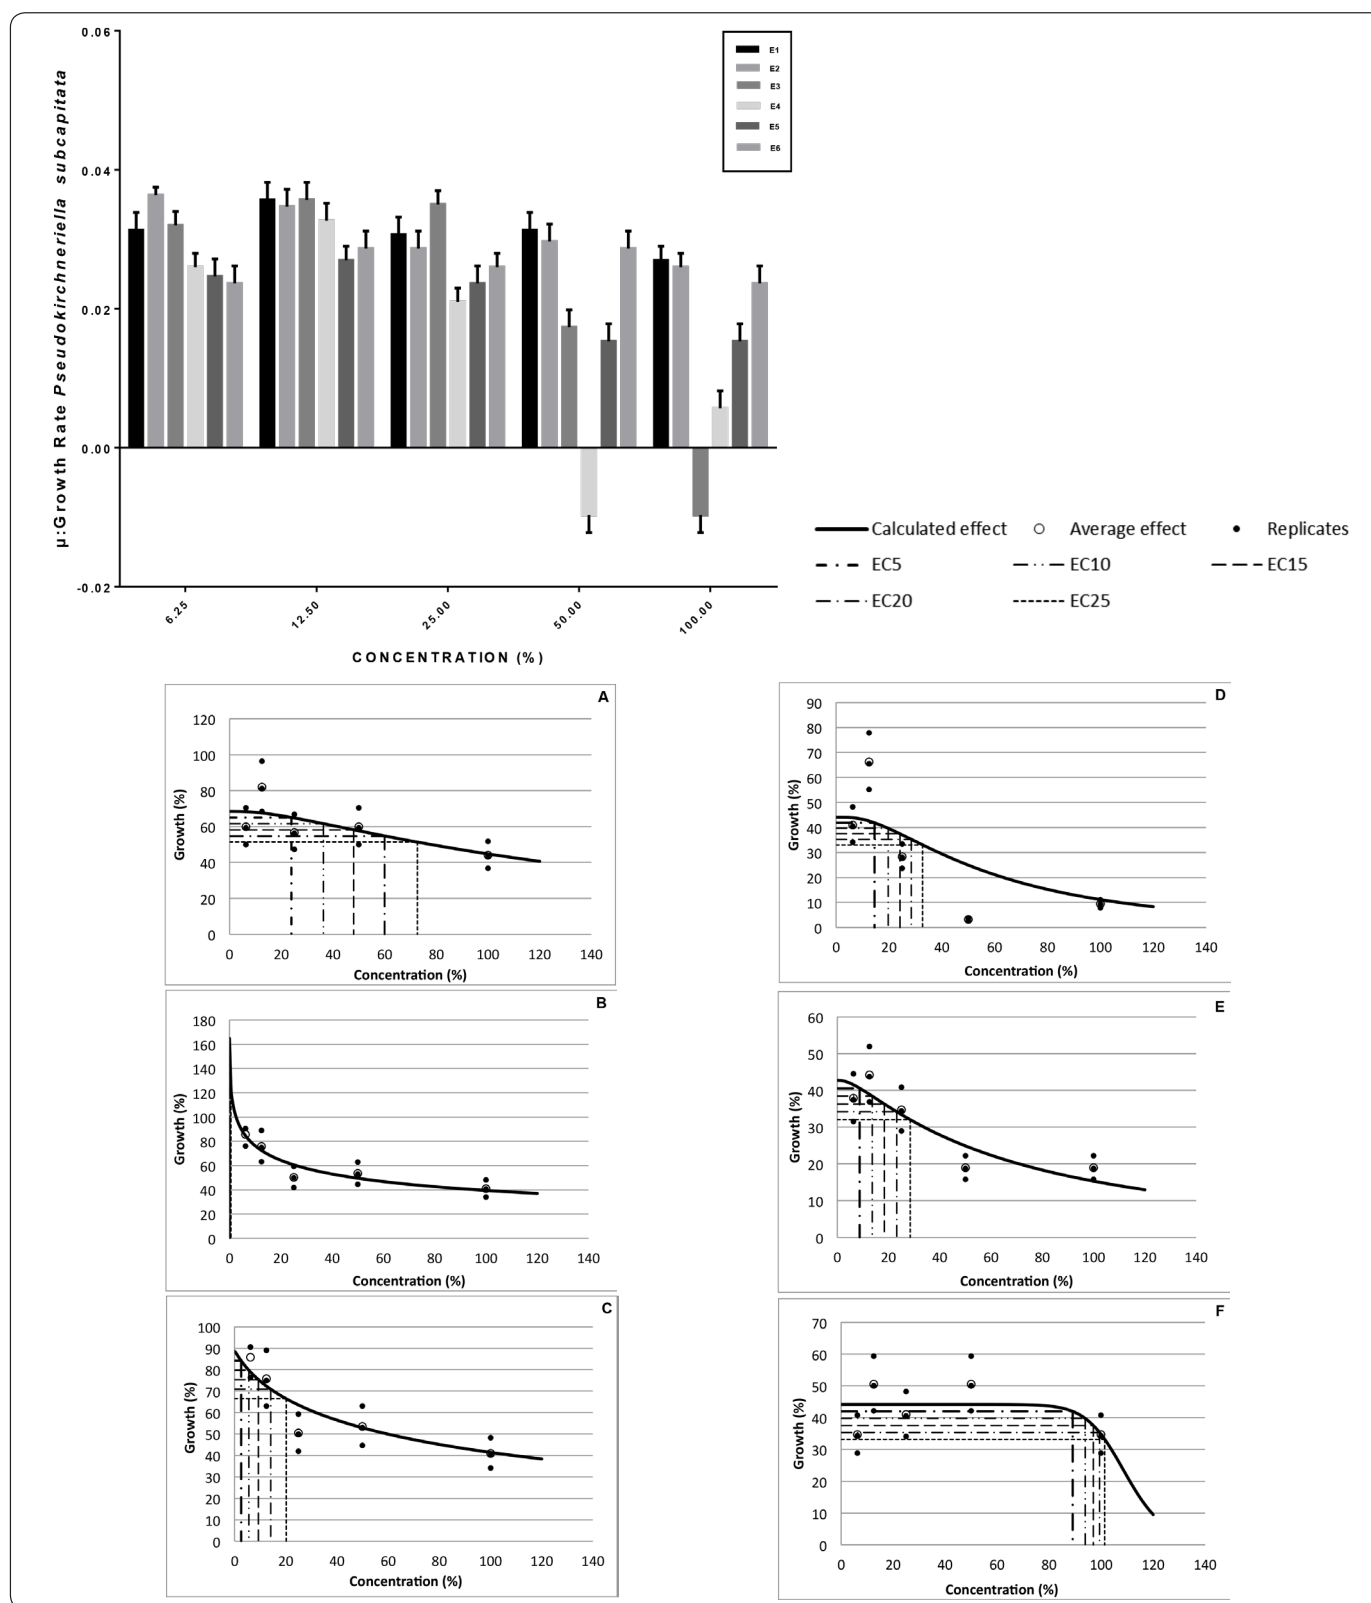 0.06
0.04
0.02
0.00
-0.02
µ:Growth Rate Pseudokirchneriella subcapitata
E1
E2
E3
E4
E5
E6
6.25
12.50
25.00
50.00
100.00
CONCENTRATION (%)
Calculated effect
Average effect
Replicates
EC5
EC10
EC15
EC20
EC25
A
120
100
80
60
40
20
0
Growth (%)
0 20 40 60 80 100 120 140
Concentration (%)
D
90
80
70
60
50
40
30
20
10
0
Growth (%)
0 20 40 60 80 100 120 140
Concentration (%)
B
180
160
140
120
100
80
60
40
20
0
Growth (%)
0 20 40 60 80 100 120 140
Concentration (%)
E
60
50
40
30
20
10
0
Growth (%)
0 20 40 60 80 100 120 140
Concentration (%)
C
100
90
80
70
60
50
40
30
20
10
0
Growth (%)
0 20 40 60 80 100 120 140
Concentration (%)
F
70
60
50
40
30
20
10
0
Growth (%)
0 20 40 60 80 100 120 140
Concentration (%)